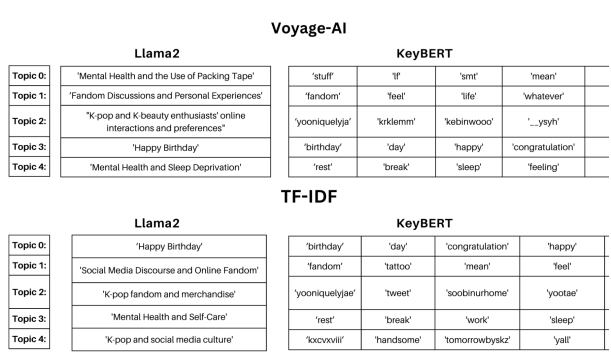 Voyage-AI
Llama2 KeyBERT
Topic 0: 'Mental Health and the Use of Packing Tape' 'stuff' 'lf' 'smt' 'mean'
Topic 1: 'Fandom Discussions and Personal Experiences' 'fandom' 'feel' 'life' 'whatever'
Topic 2: "K-pop and K-beauty enthusiasts' online interactions and preferences" 'yooniquelyja' 'krklemm' 'kebinwooo' '__ysyh'
Topic 3: 'Happy Birthday' 'birthday' 'day' 'happy' 'congratulation'
Topic 4: 'Mental Health and Sleep Deprivation' 'rest' 'break' 'sleep' 'feeling'
TF-IDF
Llama2 KeyBERT
Topic 0: 'Happy Birthday' 'birthday' 'day' 'congratulation' 'happy'
Topic 1: 'Social Media Discourse and Online Fandom' 'fandom' 'tattoo' 'mean' 'feel'
Topic 2: 'K-pop fandom and merchandise' 'yooniquelyjae' 'tweet' 'soobinurhome' 'yootae'
Topic 3: 'Mental Health and Self-Care' 'rest' 'break' 'work' 'sleep'
Topic 4: 'K-pop and social media culture' 'kxcvxviii' 'handsome' 'tomorrowbyskz' 'yall'